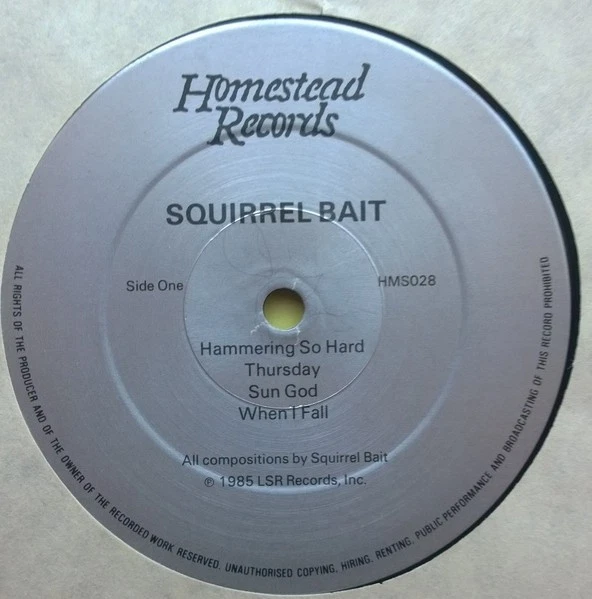 Homestead
Records
SQUIRREL BAIT
Side One
HMS028
Hammering So Hard
Thursday
Sun God
When I Fall
All compositions by Squirrel Bait
℗ 1985 LSR Records, Inc.
ALL RIGHTS OF THE PRODUCER AND OF THE OWNER OF THE RECORDED WORK RESERVED. UNAUTHORISED COPYING. HIRING. RENTING. PUBLIC PERFORMANCE AND BROADCASTING OF THIS RECORD PROHIBITED